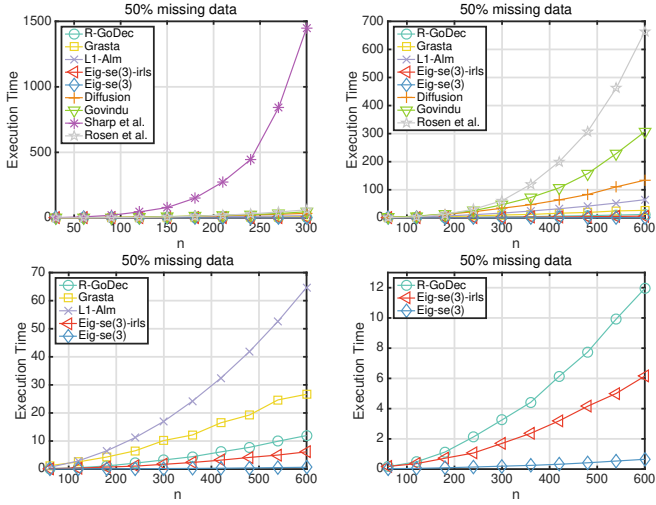 50% missing data
Execution Time
1500
1000
500
0
R-GoDec
Grasta
L1-Alm
Eig-se(3)-irls
Eig-se(3)
Diffusion
Govindu
Sharp et al.
Rosen et al.
50 100 150 200 250 300
n
50% missing data
Execution Time
700
600
500
400
300
200
100
0
R-GoDec
Grasta
L1-Alm
Eig-se(3)-irls
Eig-se(3)
Diffusion
Govindu
Rosen et al.
100 200 300 400 500 600
n
50% missing data
Execution Time
70
60
50
40
30
20
10
0
R-GoDec
Grasta
L1-Alm
Eig-se(3)-irls
Eig-se(3)
100 200 300 400 500 600
n
50% missing data
Execution Time
12
10
8
6
4
2
0
R-GoDec
Eig-se(3)-irls
Eig-se(3)
100 200 300 400 500 600
n